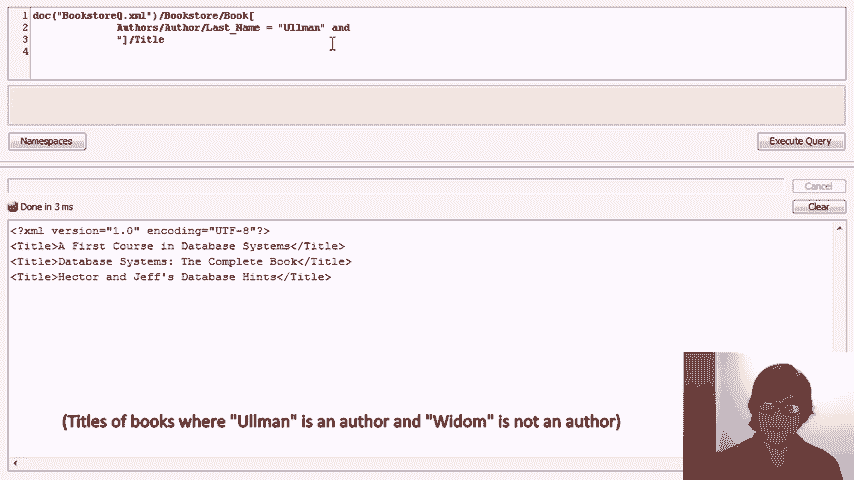 1 doc("BookstoreQ.xml")/Bookstore/Book[
2 Authors/Author/Last_Name = "Ullman" and
3 "]/Title
4
Namespaces Execute Query
Cancel
Done in 3 ms Clear
<?xml version="1.0" encoding="UTF-8"?>
<Title>A First Course in Database Systems</Title>
<Title>Database Systems: The Complete Book</Title>
<Title>Hector and Jeff's Database Hints</Title>
(Titles of books where "Ullman" is an author and "Widom" is not an author)